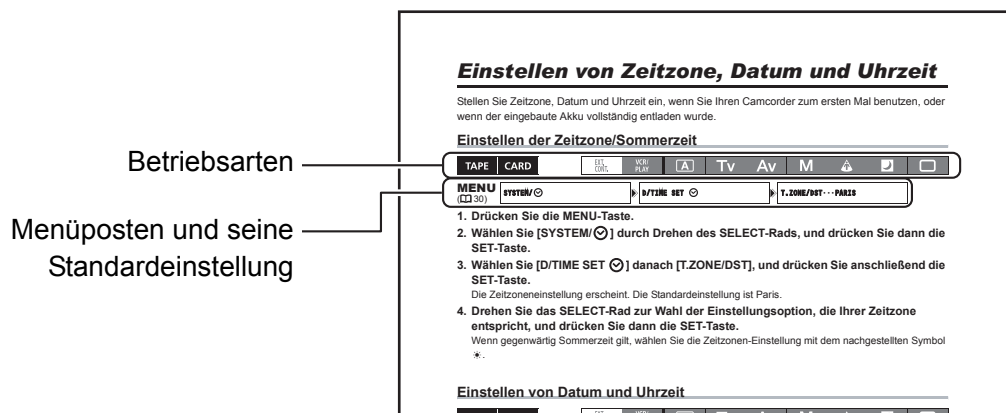 Einstellen von Zeitzone, Datum und Uhrzeit
Stellen Sie Zeitzone, Datum und Uhrzeit ein, wenn Sie Ihren Camcorder zum ersten Mal benutzen, oder
wenn der eingebaute Akku vollständig entladen wurde.
Einstellen der Zeitzone/Sommerzeit
Betriebsarten
TAPE CARD EXT. CONT. VCR/ PLAY A Tv Av M
MENU (30) SYSTEM/ D/TIME SET T.ZONE/DST···PARIS
Menüposten und seine
Standardeinstellung
1. Drücken Sie die MENU-Taste.
2. Wählen Sie [SYSTEM/ ] durch Drehen des SELECT-Rads, und drücken Sie dann die
SET-Taste.
3. Wählen Sie [D/TIME SET ] danach [T.ZONE/DST], und drücken Sie anschließend die
SET-Taste.
Die Zeitzoneneinstellung erscheint. Die Standardeinstellung ist Paris.
4. Drehen Sie das SELECT-Rad zur Wahl der Einstellungsoption, die Ihrer Zeitzone
entspricht, und drücken Sie dann die SET-Taste.
Wenn gegenwärtig Sommerzeit gilt, wählen Sie die Zeitzonen-Einstellung mit dem nachgestellten Symbol
.
Einstellen von Datum und Uhrzeit